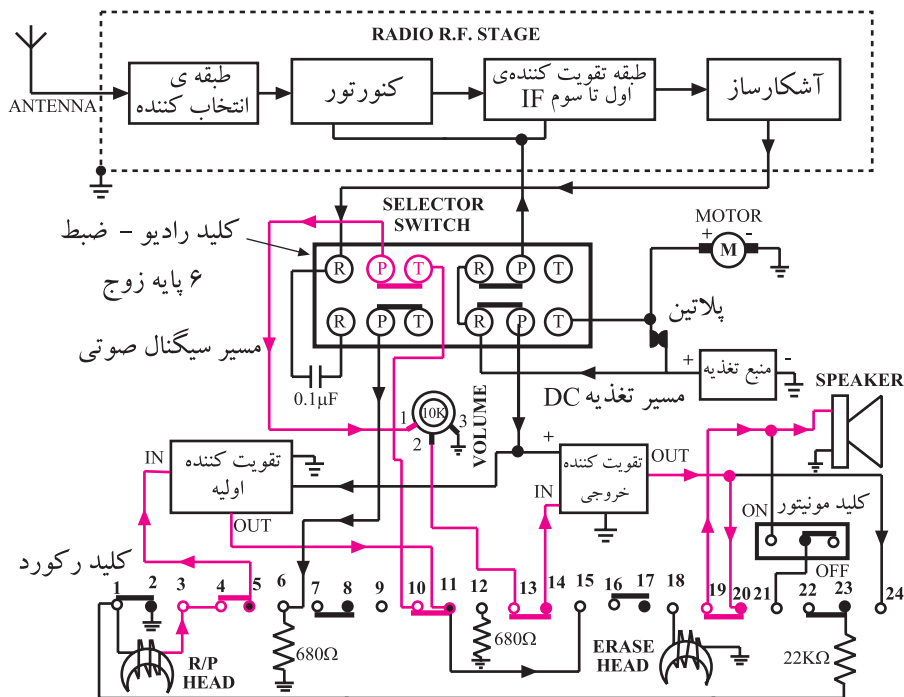 RADIO R.F. STAGE
ANTENNA
طبقه ی
انتخاب کننده
کنورتور
طبقه تقویت کننده‌ی
اول تا سوم IF
آشکارساز
SELECTOR
SWITCH
کلید رادیو – ضبط
۶ پایه زوج
مسیر سیگنال صوتی
R P T R P T
R P T R P T
MOTOR
+ -
M
پلاتین
+ -
منبع تغذیه
مسیر تغذیه DC
0.1µF
1 10K 3
2
VOLUME
SPEAKER
IN
تقویت کننده
اولیه
OUT
+
تقویت کننده
خروجی
IN
OUT
کلید مونیتور
ON
OFF
کلید رکورد
1 2 3 4 5 6 7 8 9 10 11 12 13 14 15 16 17 18 19 20 21 22 23 24
R/P
HEAD
680Ω
680Ω
ERASE
HEAD
22KΩ